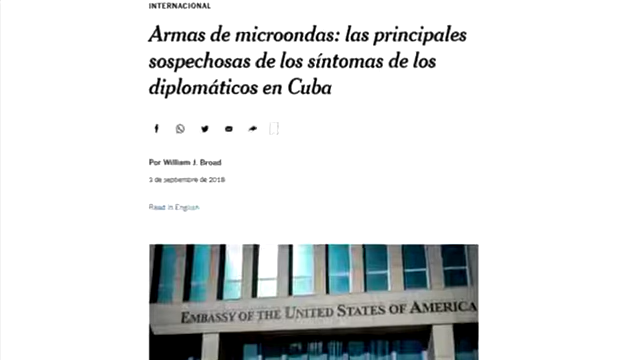 INTERNACIONAL
Armas de microondas: las principales
sospechosas de los síntomas de los
diplomáticos en Cuba
Por William J. Broad
3 de septiembre de 2018
Read in English
EMBASSY OF THE UNITED STATES OF AMERICA